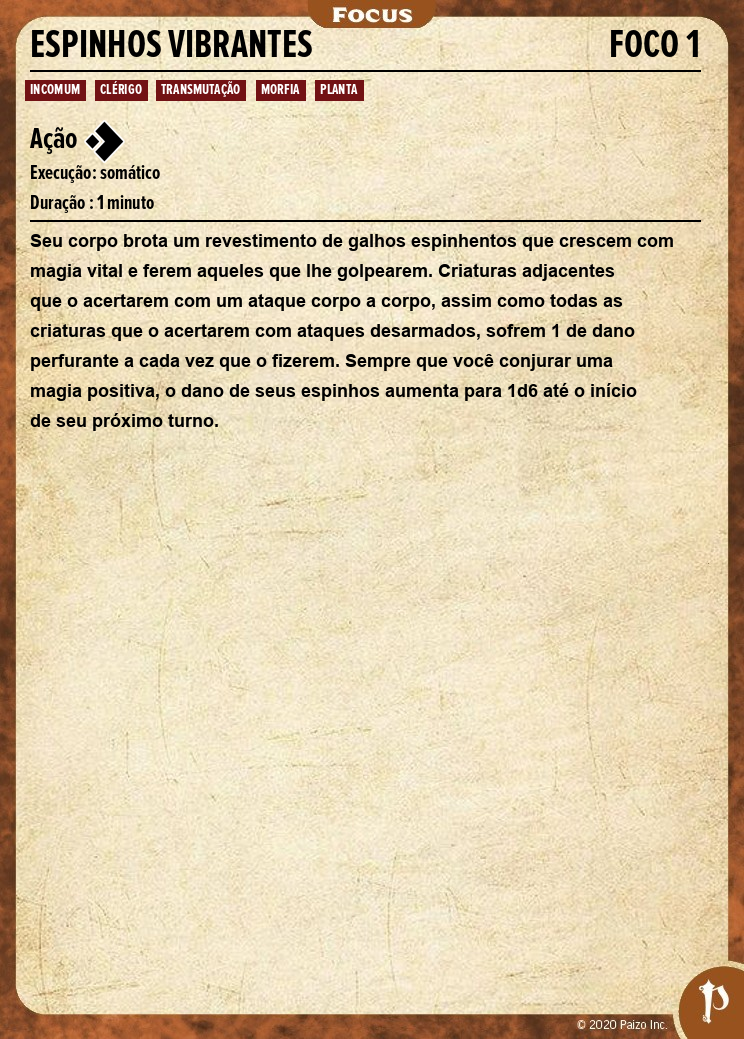 Focus
ESPINHOS VIBRANTES FOCO 1
INCOMUM CLÉRIGO TRANSMUTAÇÃO MORFIA PLANTA
Ação
Execução: somático
Duração : 1 minuto
Seu corpo brota um revestimento de galhos espinhentos que crescem com
magia vital e ferem aqueles que lhe golpearem. Criaturas adjacentes
que o acertarem com um ataque corpo a corpo, assim como todas as
criaturas que o acertarem com ataques desarmados, sofrem 1 de dano
perfurante a cada vez que o fizerem. Sempre que você conjurar uma
magia positiva, o dano de seus espinhos aumenta para 1d6 até o início
de seu próximo turno.
© 2020 Paizo Inc.
P